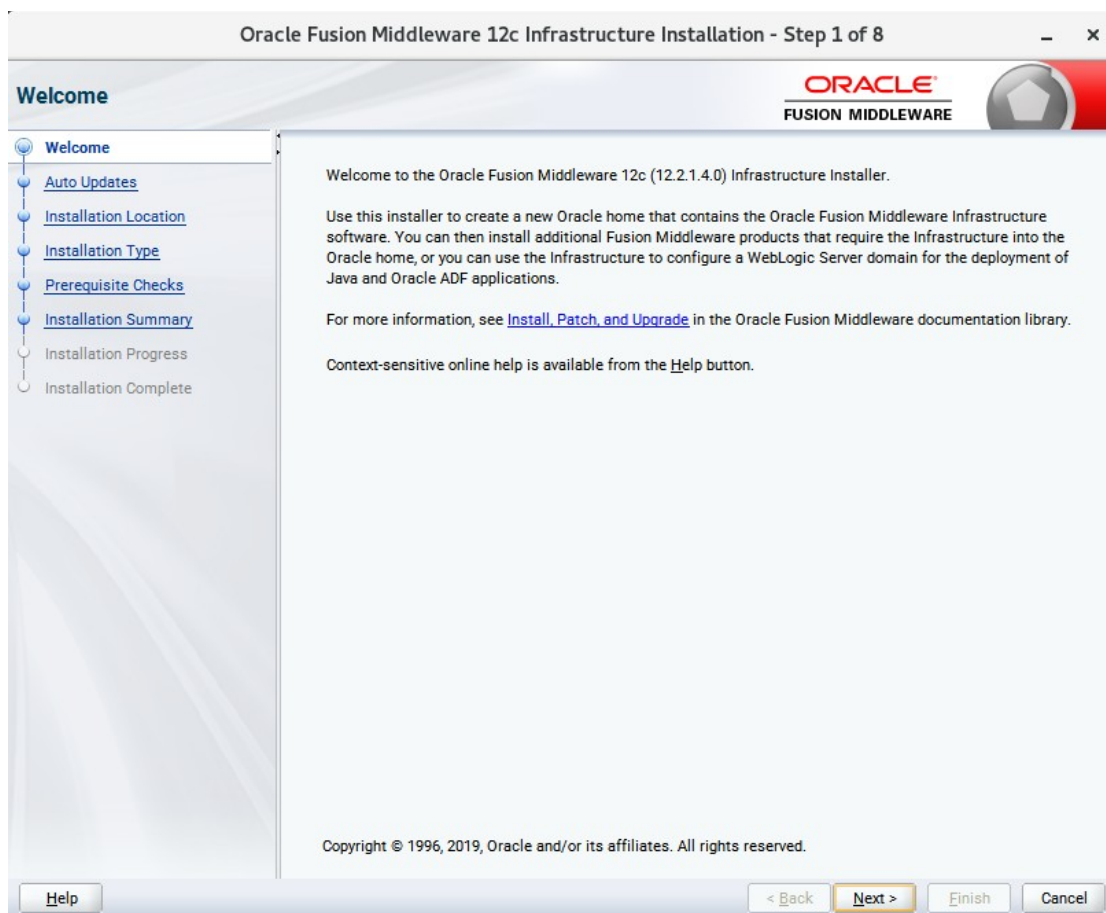 Oracle Fusion Middleware 12c Infrastructure Installation - Step 1 of 8
Welcome
ORACLE
FUSION MIDDLEWARE
Welcome
Auto Updates
Installation Location
Installation Type
Prerequisite Checks
Installation Summary
Installation Progress
Installation Complete
Welcome to the Oracle Fusion Middleware 12c (12.2.1.4.0) Infrastructure Installer.
Use this installer to create a new Oracle home that contains the Oracle Fusion Middleware Infrastructure
software. You can then install additional Fusion Middleware products that require the Infrastructure into the
Oracle home, or you can use the Infrastructure to configure a WebLogic Server domain for the deployment of
Java and Oracle ADF applications.
For more information, see Install, Patch, and Upgrade in the Oracle Fusion Middleware documentation library.
Context-sensitive online help is available from the Help button.
Copyright © 1996, 2019, Oracle and/or its affiliates. All rights reserved.
Help
< Back
Next >
Finish
Cancel